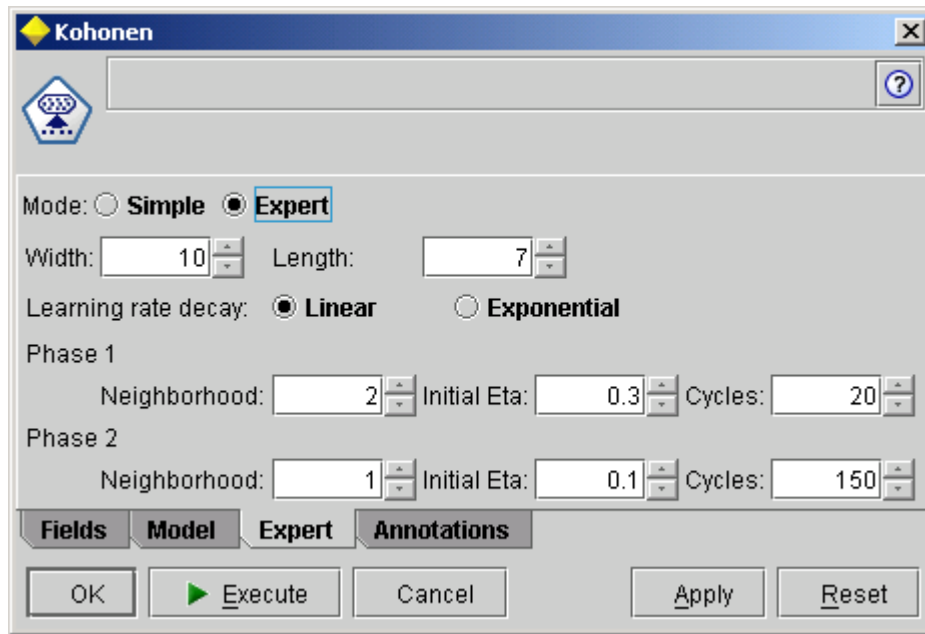 Kohonen
Mode: Simple Expert
Width: 10 Length: 7
Learning rate decay: Linear Exponential
Phase 1
Neighborhood: 2 Initial Eta: 0.3 Cycles: 20
Phase 2
Neighborhood: 1 Initial Eta: 0.1 Cycles: 150
Fields Model Expert Annotations
OK Execute Cancel Apply Reset